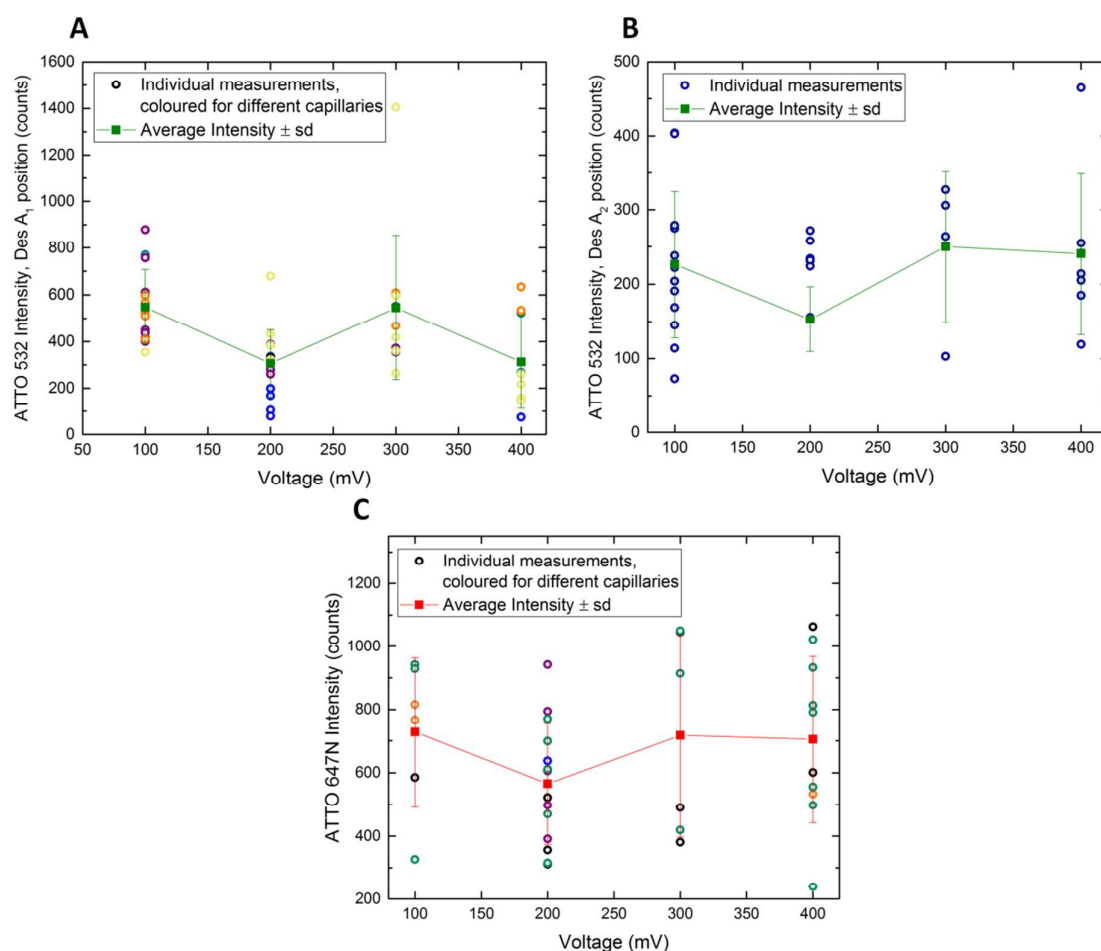 A
ATTO 532 Intensity, Des A₁ position (counts)
1600
1400
1200
1000
800
600
400
200
0
Individual measurements,
coloured for different capillaries
Average Intensity ± sd
50 100 150 200 250 300 350 400
Voltage (mV)
B
ATTO 532 Intensity, Des A₂ position (counts)
500
450
400
350
300
250
200
150
100
50
0
Individual measurements
Average Intensity ± sd
100 150 200 250 300 350 400
Voltage (mV)
C
ATTO 647N Intensity (counts)
1200
1000
800
600
400
200
Individual measurements,
coloured for different capillaries
Average Intensity ± sd
100 150 200 250 300 350 400
Voltage (mV)